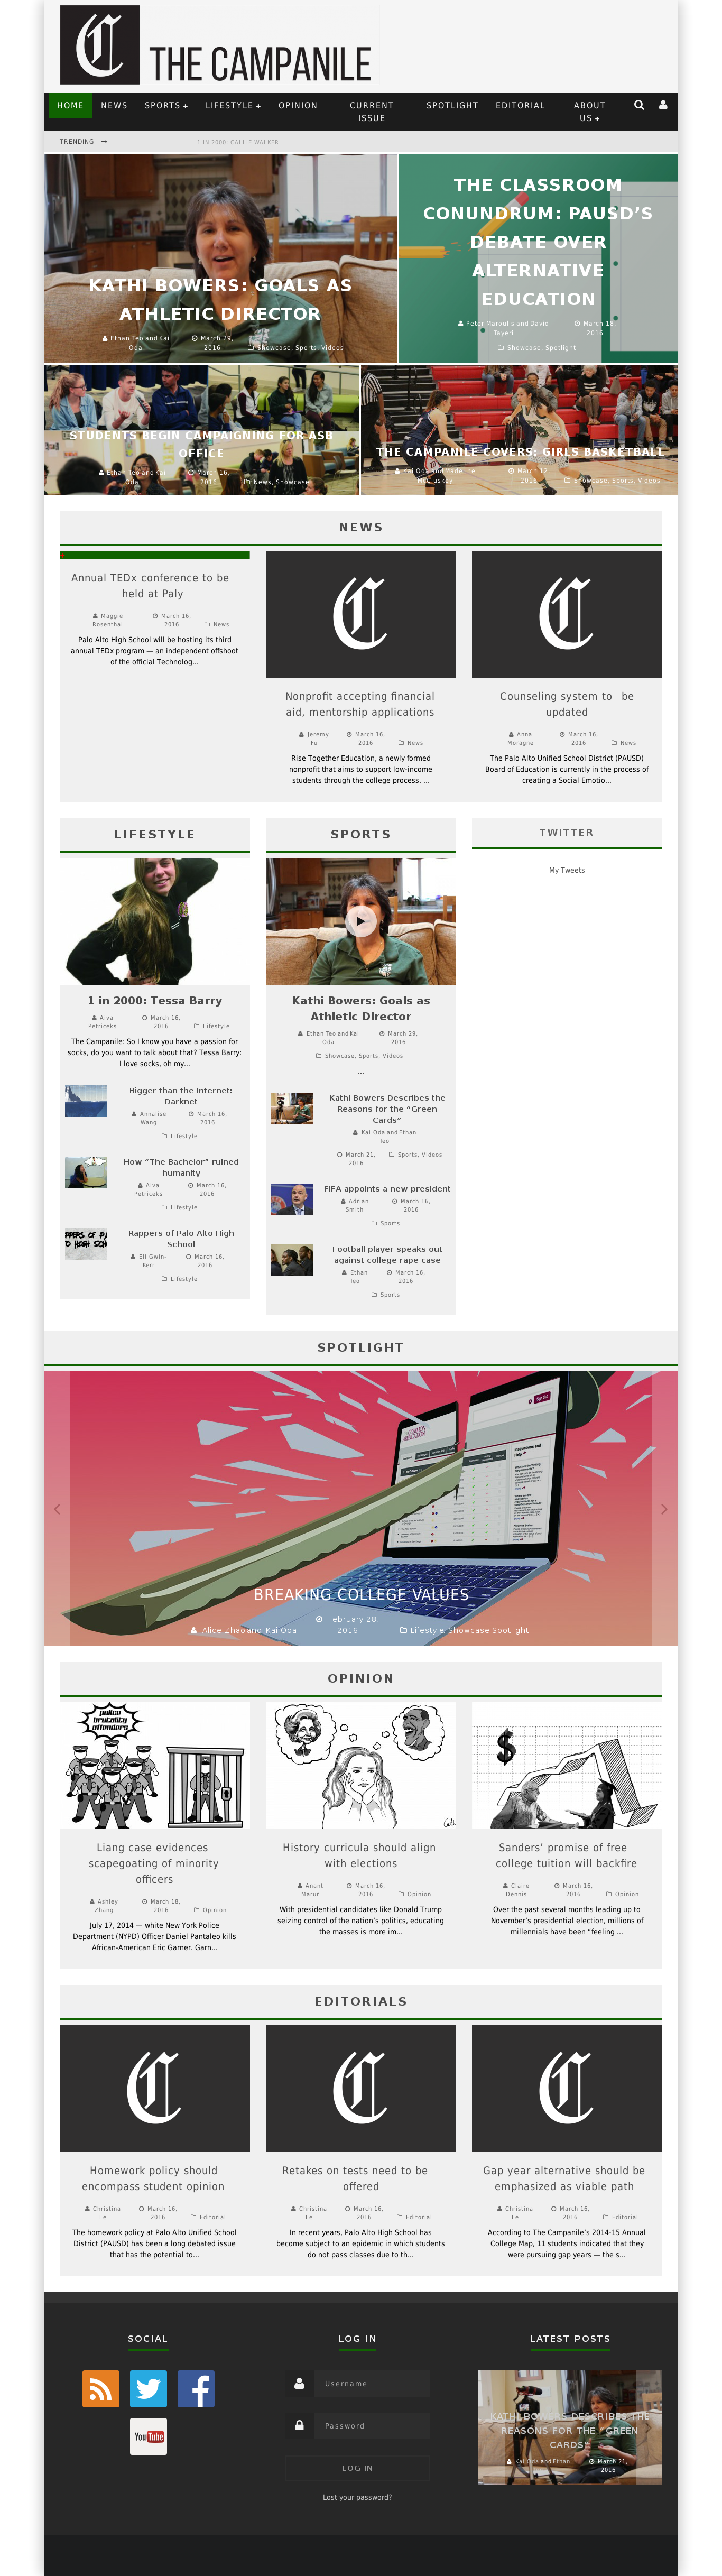 THE CAMPANILE
HOME NEWS SPORTS LIFESTYLE OPINION CURRENT ISSUE SPOTLIGHT EDITORIAL ABOUT US
TRENDING
1 IN 2000: CALLIE WALKER
KATHI BOWERS: GOALS AS
ATHLETIC DIRECTOR
Ethan Teo and Kai Oda March 29, 2016 Showcase, Sports, Videos
THE CLASSROOM
CONUNDRUM: PAUSD'S
DEBATE OVER
ALTERNATIVE
EDUCATION
Peter Maroulis and David Tayeri March 18, 2016
Showcase, Spotlight
STUDENTS BEGIN CAMPAIGNING FOR ASB
OFFICE
Ethan Teo and Kai Oda March 16, 2016 News, Showcase
THE CAMPANILE COVERS: GIRLS BASKETBALL
Kai Oda and Madeline McCluskey March 12, 2016 Showcase, Sports, Videos
NEWS
Annual TEDx conference to be
held at Paly
Maggie Rosenthal March 16, 2016 News
Palo Alto High School will be hosting its third
annual TEDx program — an independent offshoot
of the official Technolog...
Nonprofit accepting financial
aid, mentorship applications
Jeremy Fu March 16, 2016 News
Rise Together Education, a newly formed
nonprofit that aims to support low-income
students through the college process, ...
Counseling system to be
updated
Anna Moragne March 16, 2016 News
The Palo Alto Unified School District (PAUSD)
Board of Education is currently in the process of
creating a Social Emotio...
LIFESTYLE
1 in 2000: Tessa Barry
Aiva Petriceks March 16, 2016 Lifestyle
The Campanile: So I know you have a passion for
socks, do you want to talk about that? Tessa Barry:
I love socks, oh my...
Bigger than the Internet:
Darknet
Annalise Wang March 16, 2016
Lifestyle
How "The Bachelor" ruined
humanity
Aiva Petriceks March 16, 2016
Lifestyle
Rappers of Palo Alto High
School
Eli Gwin-Kerr March 16, 2016
Lifestyle
SPORTS
Kathi Bowers: Goals as
Athletic Director
Ethan Teo and Kai Oda March 29, 2016
Showcase, Sports, Videos
...
Kathi Bowers Describes the
Reasons for the "Green
Cards"
Kai Oda and Ethan Teo
March 21, 2016 Sports, Videos
FIFA appoints a new president
Adrian Smith March 16, 2016
Sports
Football player speaks out
against college rape case
Ethan Teo March 16, 2016
Sports
TWITTER
My Tweets
SPOTLIGHT
BREAKING COLLEGE VALUES
Alice Zhao and Kai Oda February 28, 2016 Lifestyle Showcase Spotlight
OPINION
police
brutality
offenders
Liang case evidences
scapegoating of minority
officers
Ashley Zhang March 18, 2016 Opinion
July 17, 2014 — white New York Police
Department (NYPD) Officer Daniel Pantaleo kills
African-American Eric Garner. Garn...
History curricula should align
with elections
Anant Marur March 16, 2016 Opinion
With presidential candidates like Donald Trump
seizing control of the nation's politics, educating
the masses is more im...
$
Sanders' promise of free
college tuition will backfire
Claire Dennis March 16, 2016 Opinion
Over the past several months leading up to
November's presidential election, millions of
millennials have been "feeling ...
EDITORIALS
Homework policy should
encompass student opinion
Christina Le March 16, 2016 Editorial
The homework policy at Palo Alto Unified School
District (PAUSD) has been a long debated issue
that has the potential to...
Retakes on tests need to be
offered
Christina Le March 16, 2016 Editorial
In recent years, Palo Alto High School has
become subject to an epidemic in which students
do not pass classes due to th...
Gap year alternative should be
emphasized as viable path
Christina Le March 16, 2016 Editorial
According to The Campanile's 2014-15 Annual
College Map, 11 students indicated that they
were pursuing gap years — the s...
SOCIAL
YouTube
LOG IN
Username
Password
LOG IN
Lost your password?
LATEST POSTS
KATHI BOWERS DESCRIBES THE
REASONS FOR THE "GREEN
CARDS"
Kai Oda and Ethan March 21, 2016